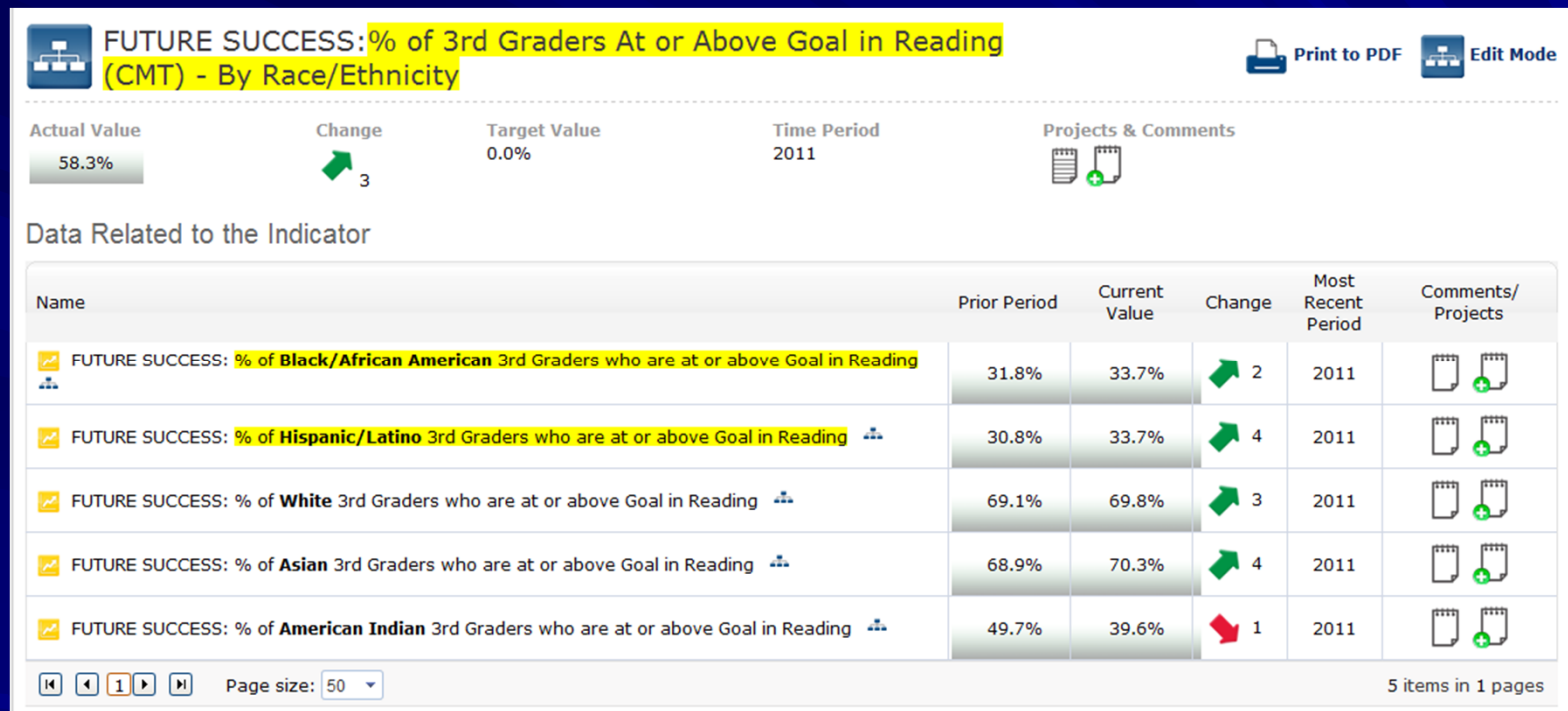 FUTURE SUCCESS:% of 3rd Graders At or Above Goal in Reading
(CMT) - By Race/Ethnicity
Print to PDF
Edit Mode
Actual Value Change Target Value Time Period Projects & Comments
58.3% 3 0.0% 2011
Data Related to the Indicator
Name Prior Period Current Value Change Most Recent Period Comments/ Projects
FUTURE SUCCESS: % of Black/African American 3rd Graders who are at or above Goal in Reading 31.8% 33.7% 2 2011
FUTURE SUCCESS: % of Hispanic/Latino 3rd Graders who are at or above Goal in Reading 30.8% 33.7% 4 2011
FUTURE SUCCESS: % of White 3rd Graders who are at or above Goal in Reading 69.1% 69.8% 3 2011
FUTURE SUCCESS: % of Asian 3rd Graders who are at or above Goal in Reading 68.9% 70.3% 4 2011
FUTURE SUCCESS: % of American Indian 3rd Graders who are at or above Goal in Reading 49.7% 39.6% 1 2011
1 Page size: 50 5 items in 1 pages